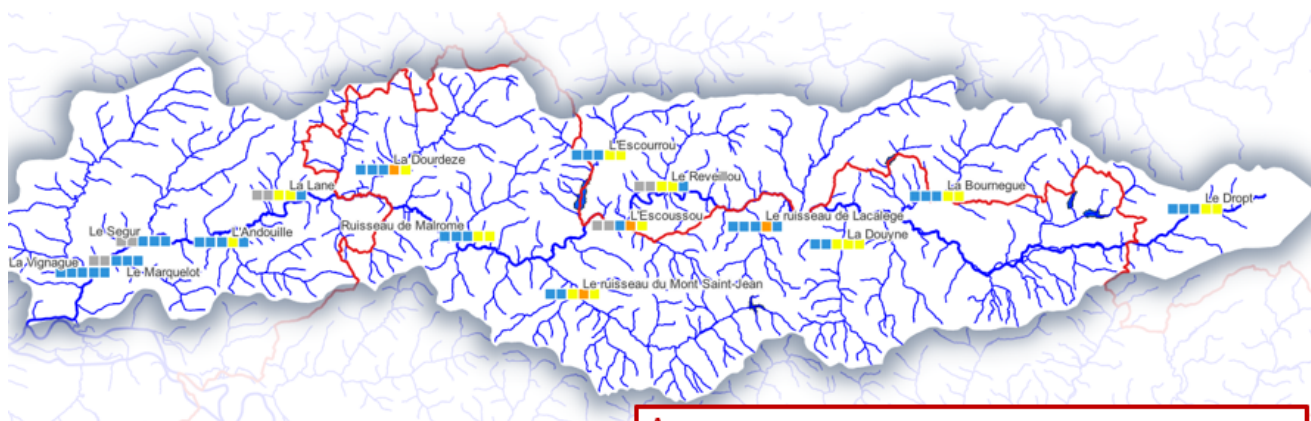 L'Escourrou
La Dourdeze
Le Reveillou
La Lane
La Bournegue
Le Dropt
L'Escoussou
Le ruisseau de Lacalège
Ruisseau de Malrome
Le Segur
L'Andouille
La Douyne
La Vignague
Le Marquelot
Le ruisseau du Mont Saint-Jean